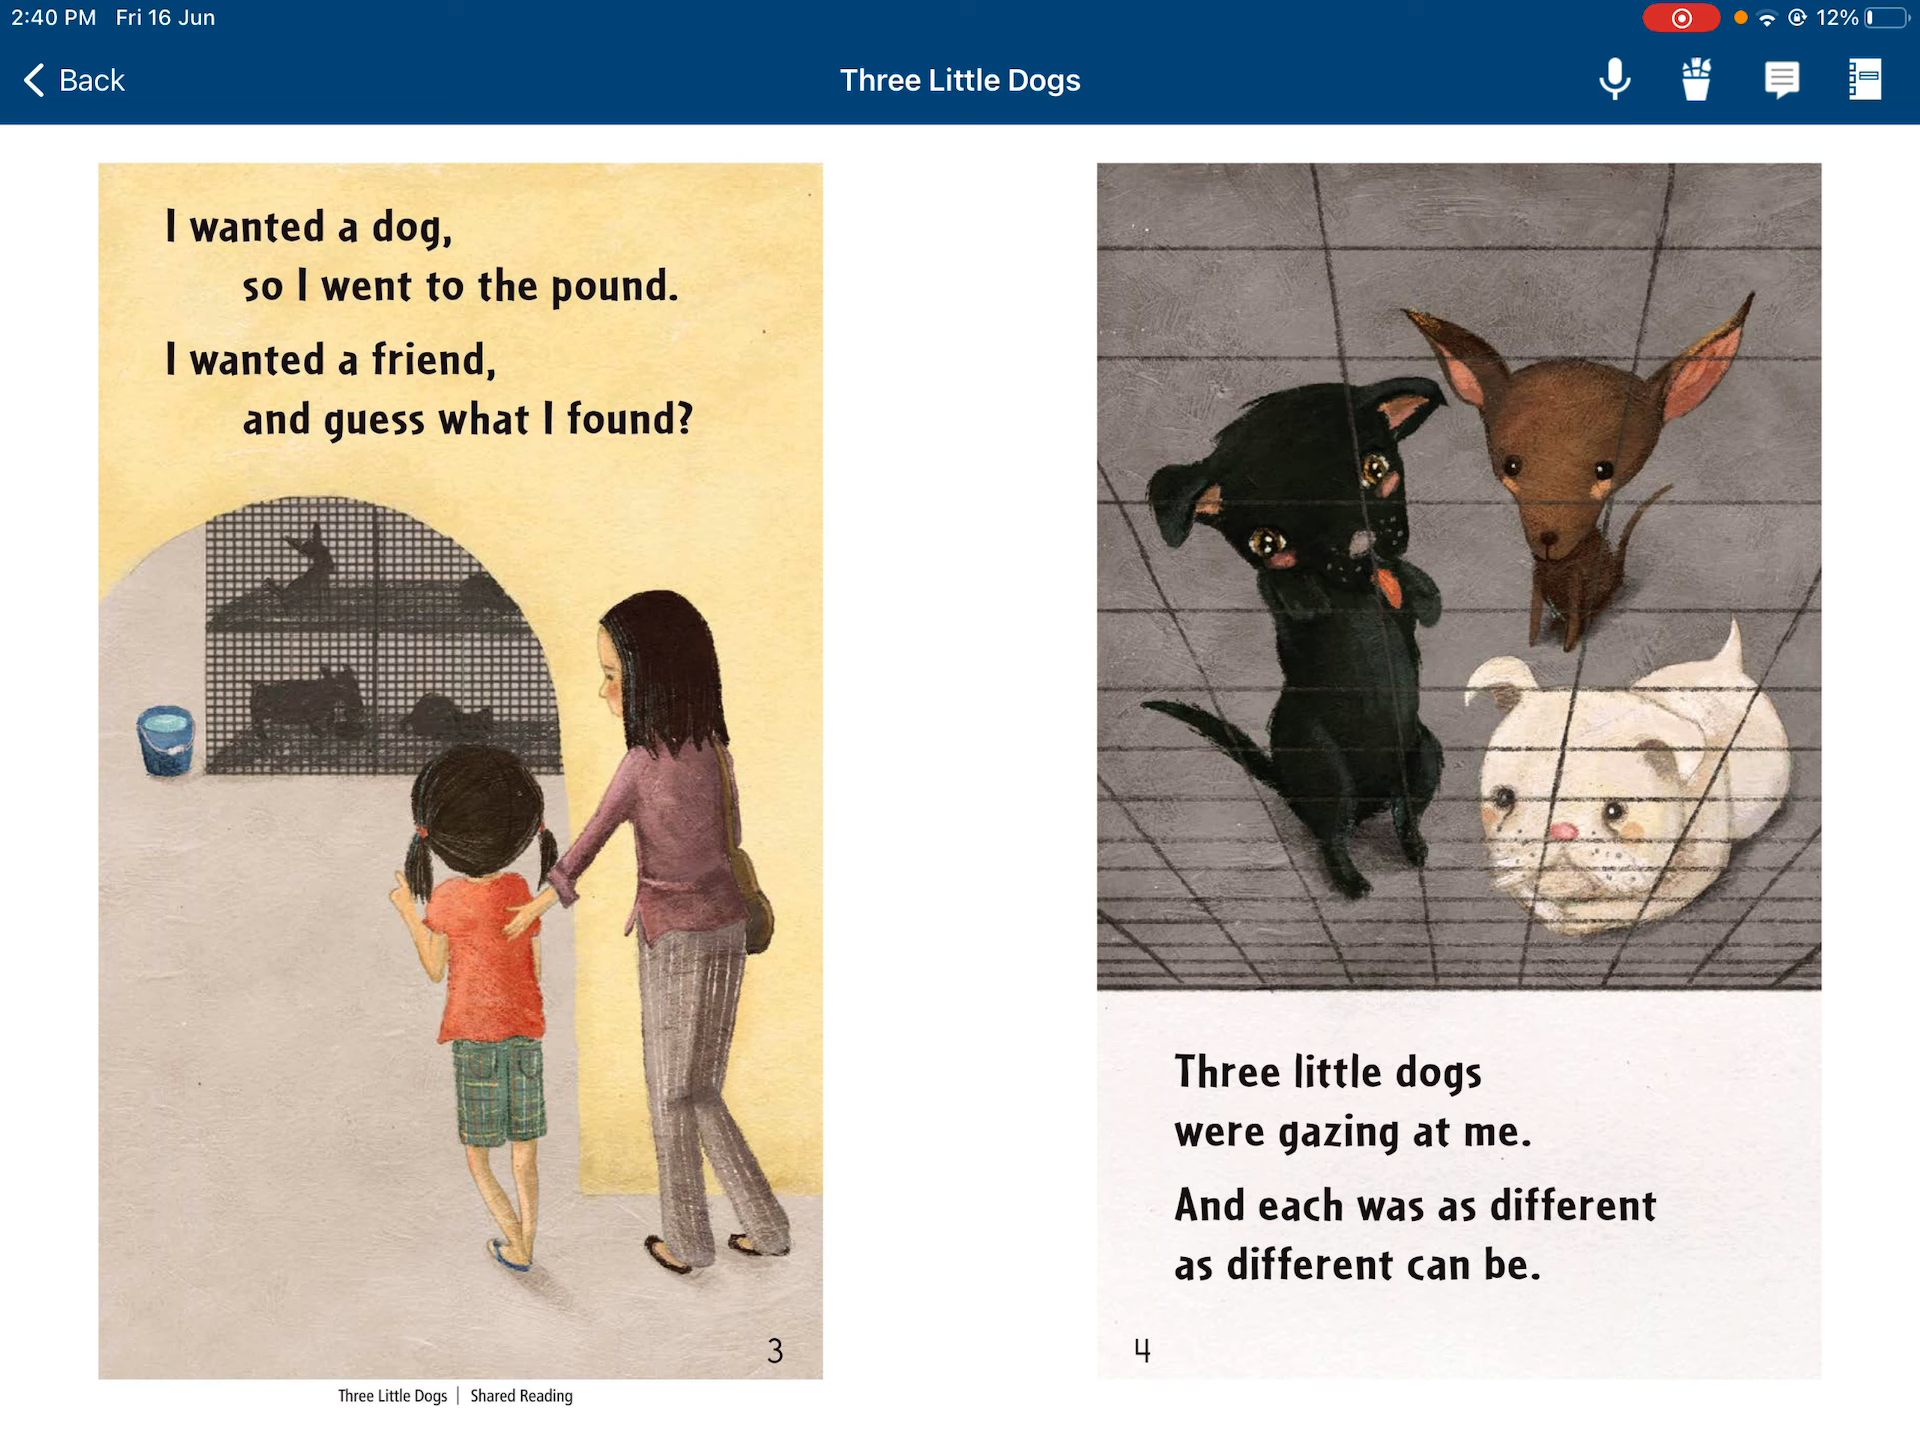 2:40 PM Fri 16 Jun
12%
Back
Three Little Dogs
I wanted a dog,
so I went to the pound.
I wanted a friend,
and guess what I found?
3
Three Little Dogs | Shared Reading
Three little dogs
were gazing at me.
And each was as different
as different can be.
4